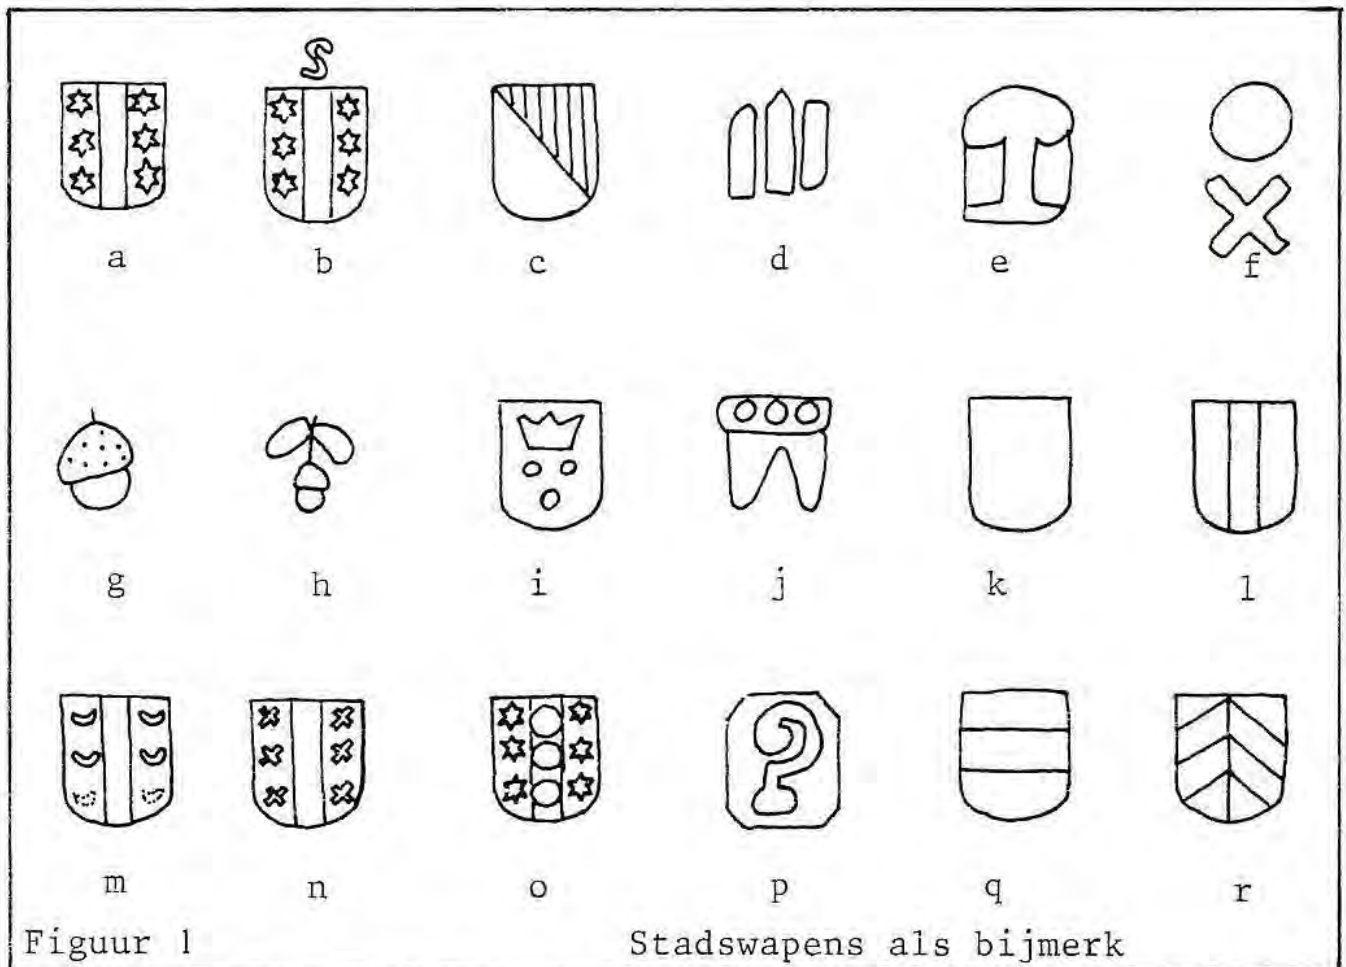 S
a b c d e f
g h i j k l
m n o p q r
Figuur 1 Stadswapens als bijmerk